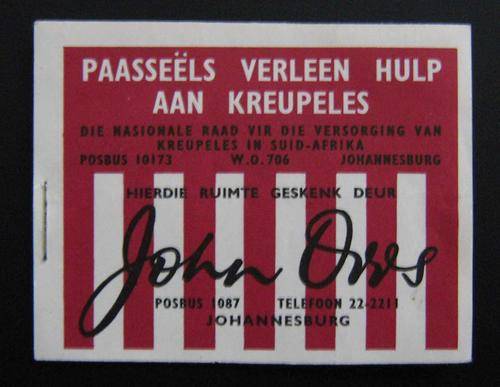 PAASSEËLS VERLEEN HULP
AAN KREUPELES
DIE NASIONALE RAAD VIR DIE VERSORGING VAN
KREUPELES IN SUID-AFRIKA
POSBUS 10173 W.O. 706 JOHANNESBURG
HIERDIE RUIMTE GESKENK DEUR
John Orrs
POSBUS 1087 TELEFOON 22-2211
JOHANNESBURG